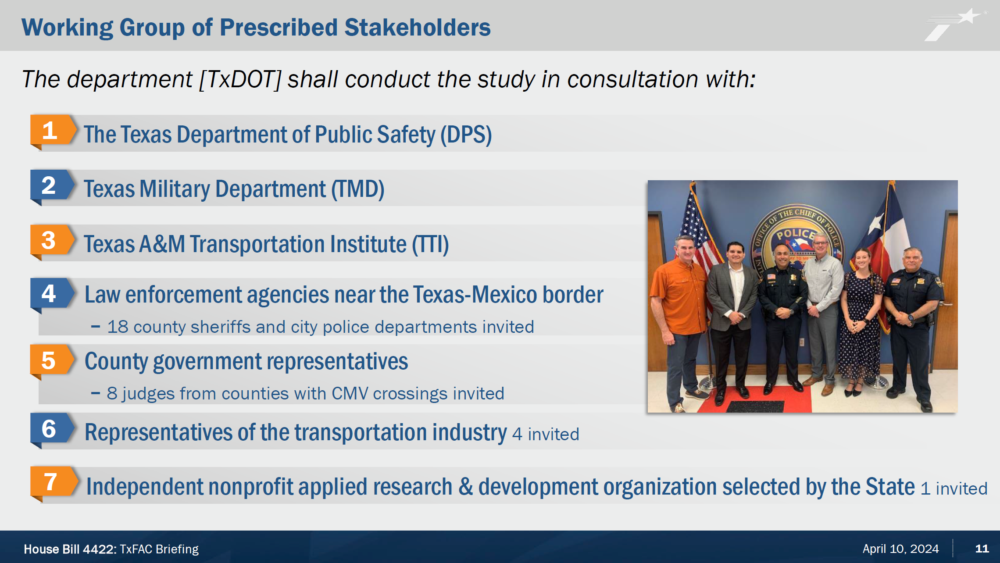 Working Group of Prescribed Stakeholders
®
The department [TxDOT] shall conduct the study in consultation with:
1 The Texas Department of Public Safety (DPS)
2 Texas Military Department (TMD)
3 Texas A&M Transportation Institute (TTI)
4 Law enforcement agencies near the Texas-Mexico border
– 18 county sheriffs and city police departments invited
5 County government representatives
– 8 judges from counties with CMV crossings invited
6 Representatives of the transportation industry 4 invited
7 Independent nonprofit applied research & development organization selected by the State 1 invited
OFFICE OF THE CHIEF OF POLICE
POLICE
House Bill 4422: TxFAC Briefing
April 10, 2024
11